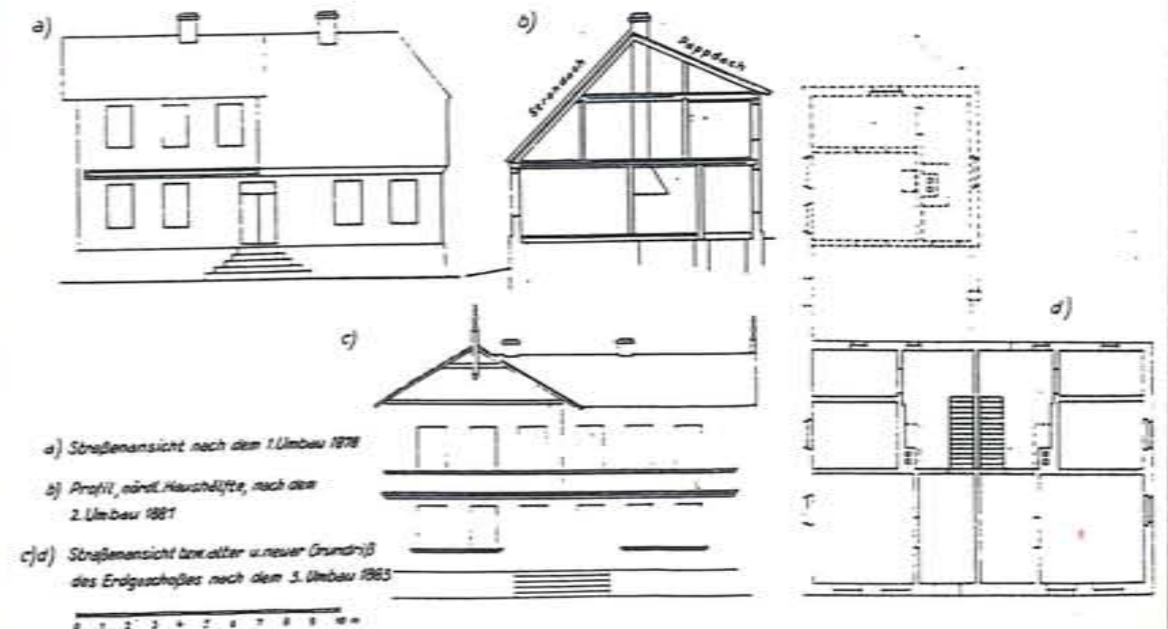 a)
b)
Strohdach
Pappdach
c)
d)
a) Straßenansicht nach dem 1. Umbau 1878
b) Profil, nördl. Haushälfte, nach dem
2. Umbau 1881
c)d) Straßenansicht bzw. alter u. neuer Grundriß
des Erdgeschoßes nach dem 3. Umbau 1883
0 1 2 3 4 5 6 7 8 9 10 m